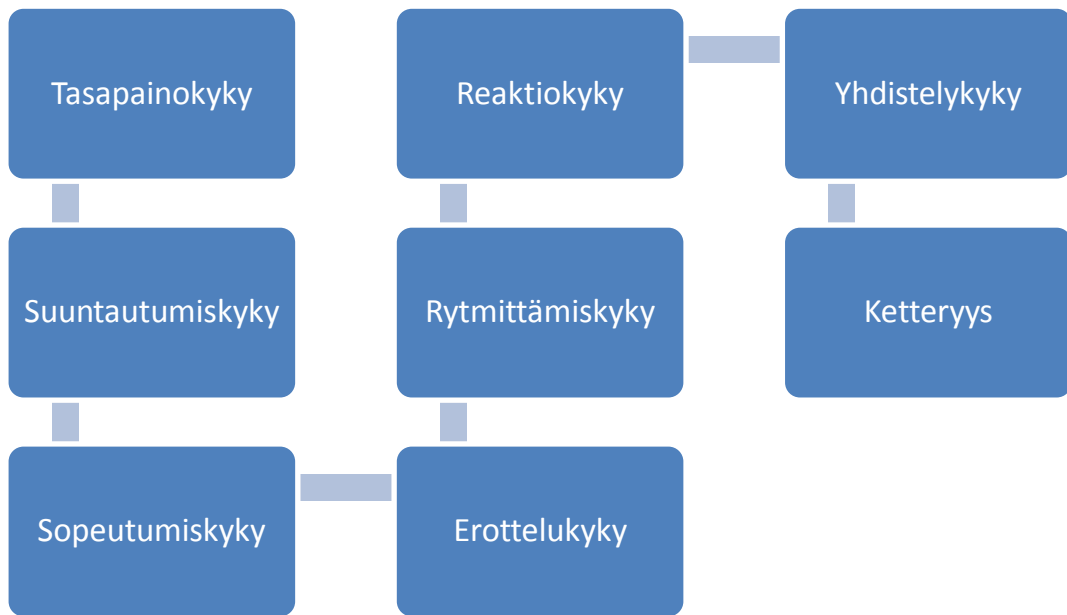 Tasapainokyky
Suuntautumiskyky
Sopeutumiskyky
Erottelukyky
Rytmittämiskyky
Reaktiokyky
Yhdistelykyky
Ketteryys